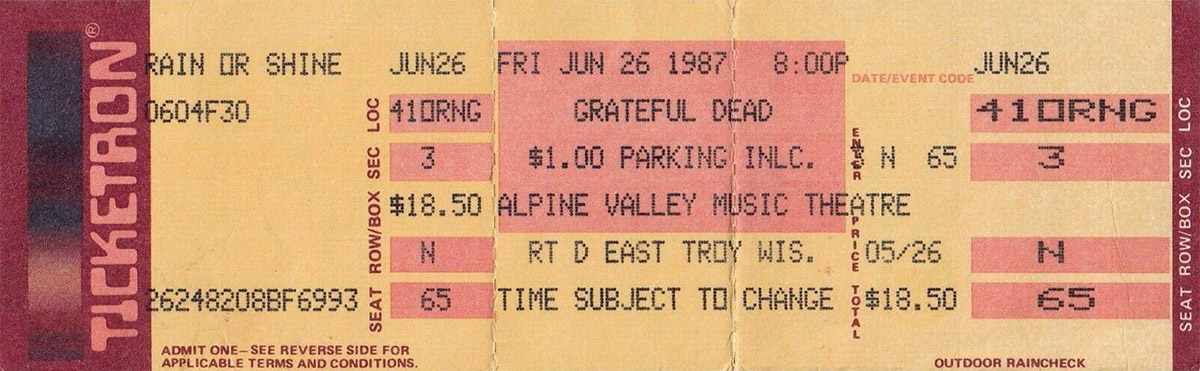 TICKETRON®
RAIN OR SHINE JUN26 FRI JUN 26 1987 8:00P DATE/EVENT CODE JUN26
0604F30 LOC 41ORNG GRATEFUL DEAD 41ORNG LOC
SEC 3 $1.00 PARKING INLC. ENTER N 65 3 SEC
$18.50 ALPINE VALLEY MUSIC THEATRE
ROW/BOX N RT D EAST TROY WIS. PRICE 05/26 N ROW/BOX
26248208BF6993 SEAT 65 TIME SUBJECT TO CHANGE TOTAL $18.50 65 SEAT
ADMIT ONE—SEE REVERSE SIDE FOR
APPLICABLE TERMS AND CONDITIONS.
OUTDOOR RAINCHECK